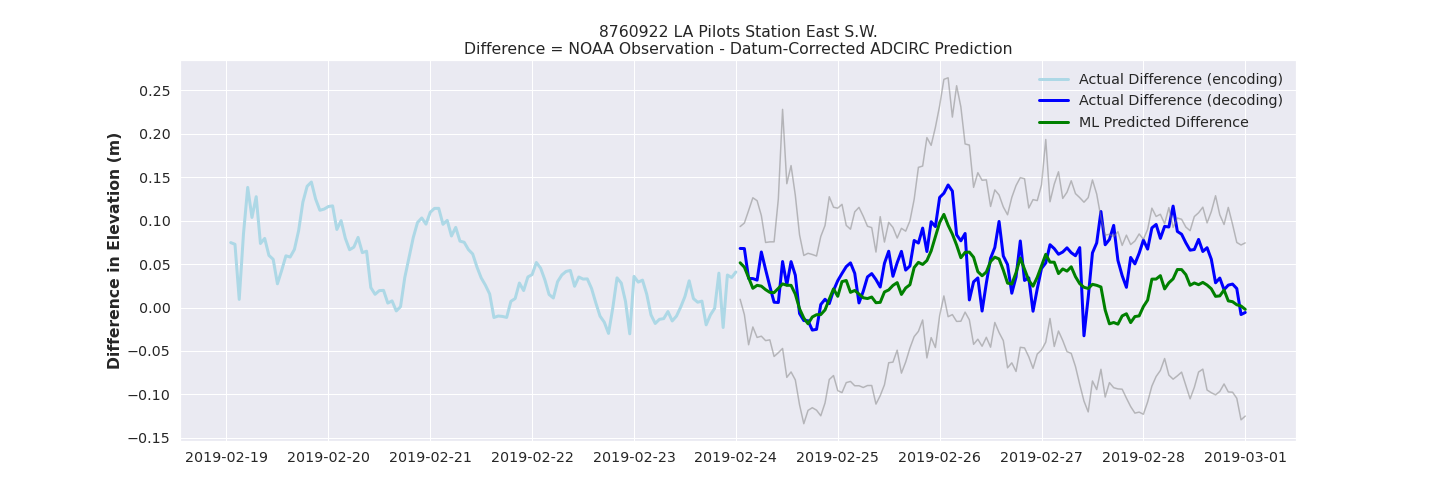 8760922 LA Pilots Station East S.W.
Difference = NOAA Observation - Datum-Corrected ADCIRC Prediction
Difference in Elevation (m)
0.25
0.20
0.15
0.10
0.05
0.00
−0.05
−0.10
−0.15
Actual Difference (encoding)
Actual Difference (decoding)
ML Predicted Difference
2019-02-19 2019-02-20 2019-02-21 2019-02-22 2019-02-23 2019-02-24 2019-02-25 2019-02-26 2019-02-27 2019-02-28 2019-03-01